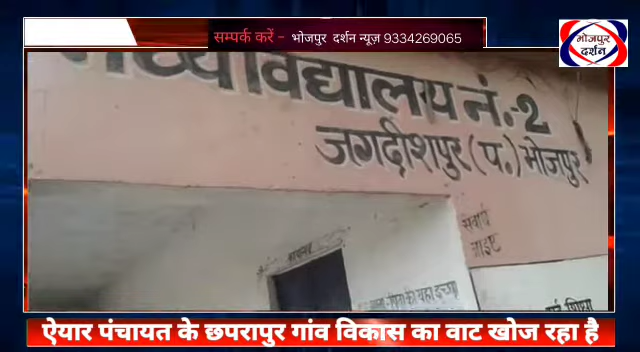 सम्पर्क करें - भोजपुर दर्शन न्यूज़ 9334269065
भोजपुर
दर्शन
मध्य विद्यालय नं.-2
जगदीशपुर (प.) भोजपुर
ऐयार पंचायत के छपरापुर गांव विकास का वाट खोज रहा है